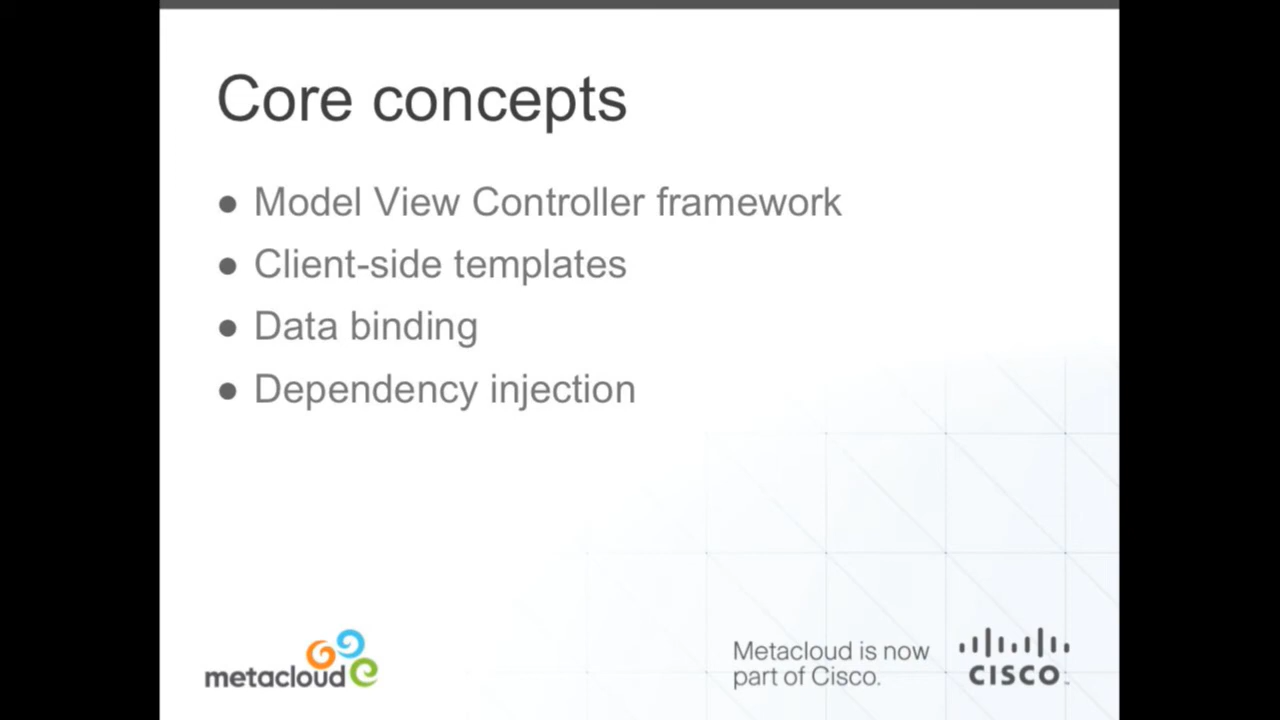 Core concepts
● Model View Controller framework
● Client-side templates
● Data binding
● Dependency injection
metacloud
Metacloud is now
part of Cisco.
CISCO